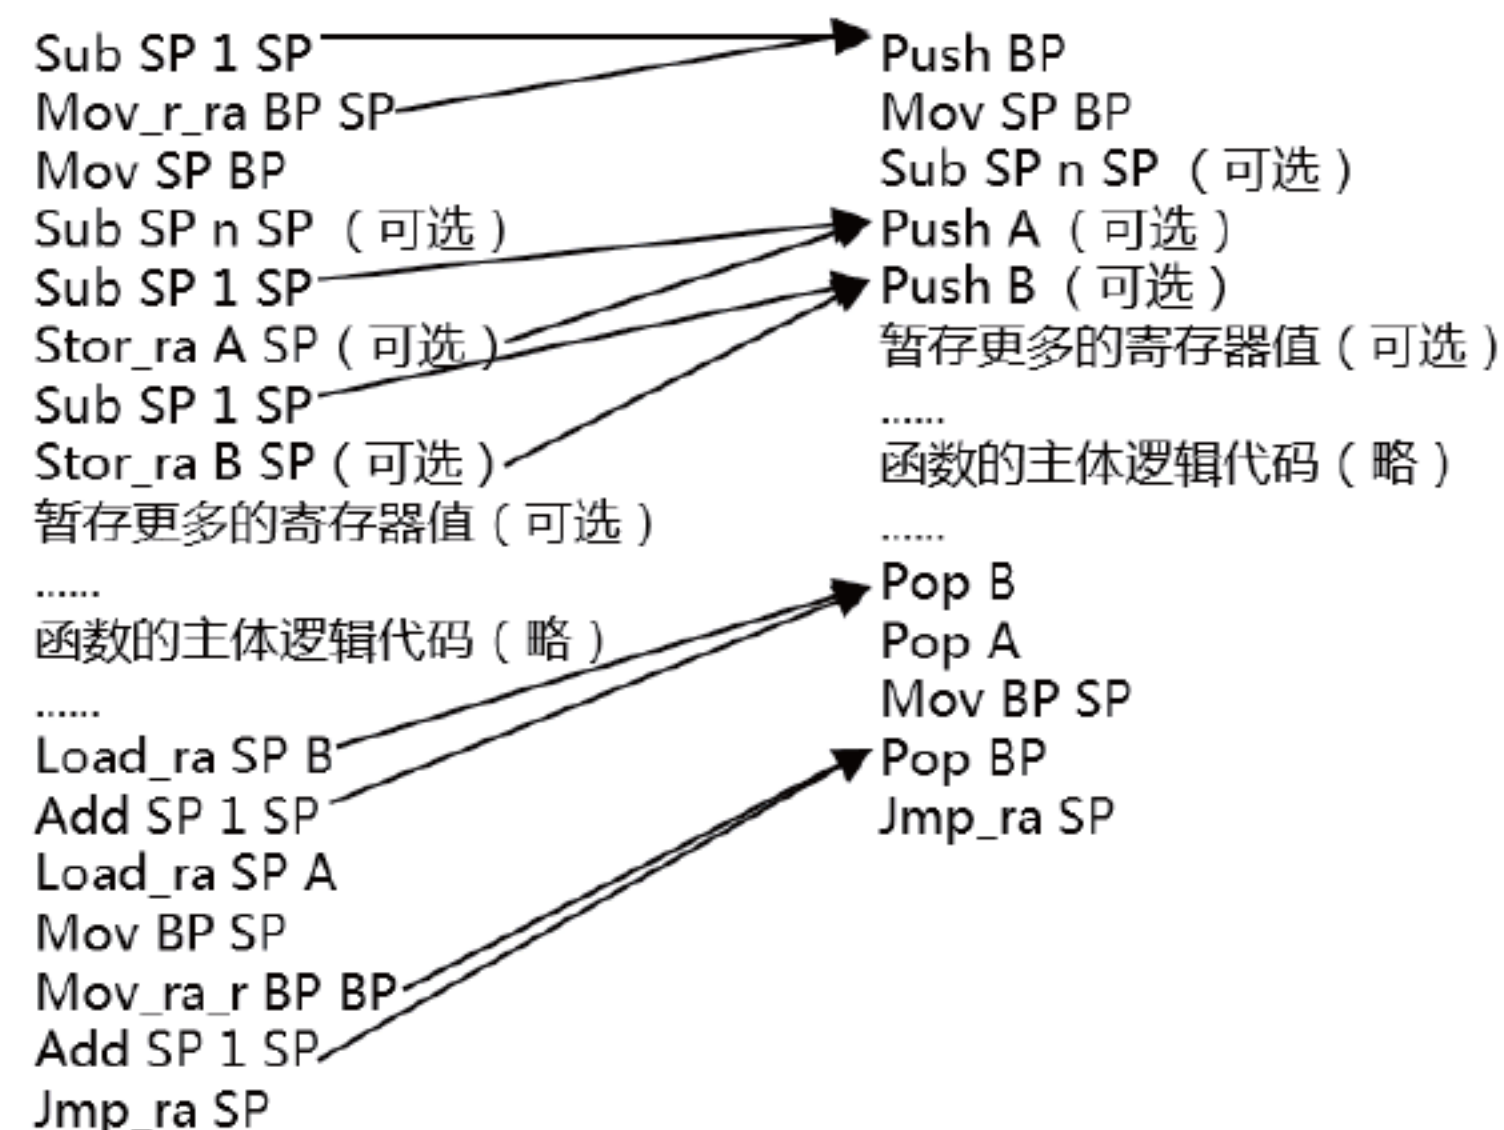 Sub SP 1 SP
Mov_r_ra BP SP
Mov SP BP
Sub SP n SP（可选）
Sub SP 1 SP
Stor_ra A SP（可选）
Sub SP 1 SP
Stor_ra B SP（可选）
暂存更多的寄存器值（可选）
......
函数的主体逻辑代码（略）
......
Load_ra SP B
Add SP 1 SP
Load_ra SP A
Mov BP SP
Mov_ra_r BP BP
Add SP 1 SP
Jmp_ra SP
Push BP
Mov SP BP
Sub SP n SP（可选）
Push A（可选）
Push B（可选）
暂存更多的寄存器值（可选）
......
函数的主体逻辑代码（略）
......
Pop B
Pop A
Mov BP SP
Pop BP
Jmp_ra SP